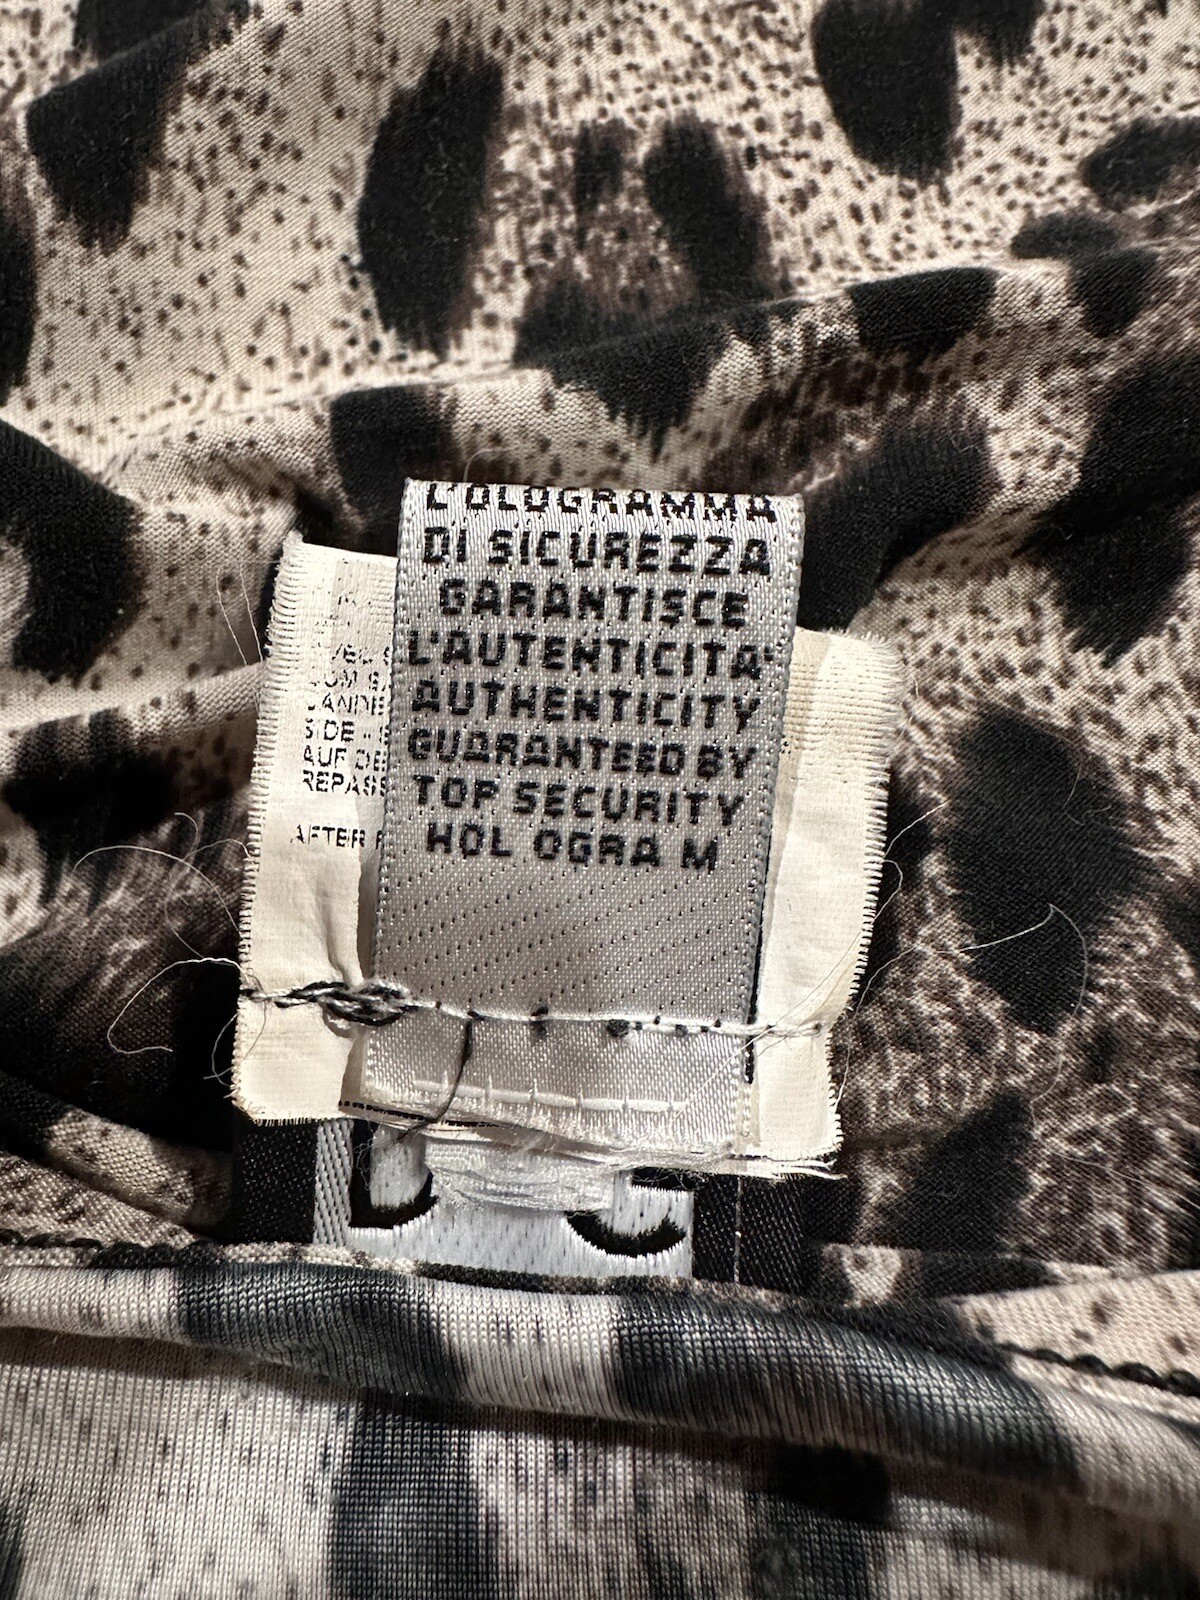 L'OLOGRAMMA
DI SICUREZZA
GARANTISCE
L'AUTENTICITA'
AUTHENTICITY
GUARANTEED BY
TOP SECURITY
HOL OGRA M
SIDE
AUF DE
REPASS
AFTER